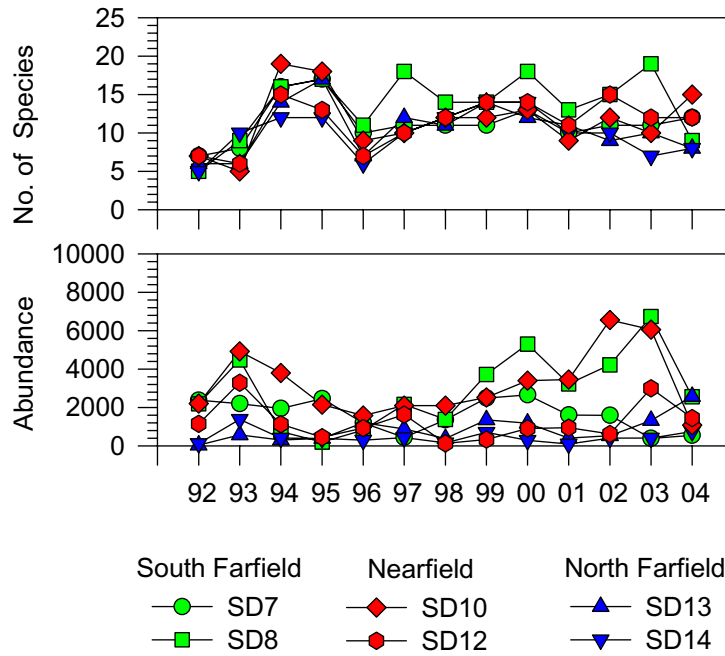 No. of Species
25
20
15
10
5
0
Abundance
10000
8000
6000
4000
2000
0
92 93 94 95 96 97 98 99 00 01 02 03 04
South Farfield Nearfield North Farfield
SD7 SD10 SD13
SD8 SD12 SD14